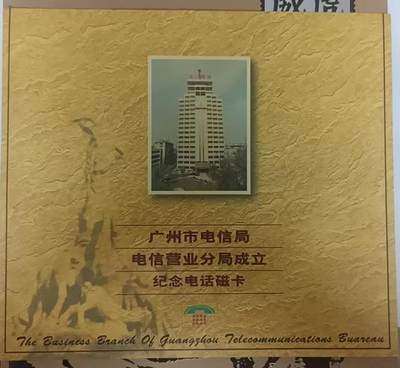 广州市电信局
电信营业分局成立
纪念电话磁卡
The Business Branch Of Guangzhou Telecommunications Buareau